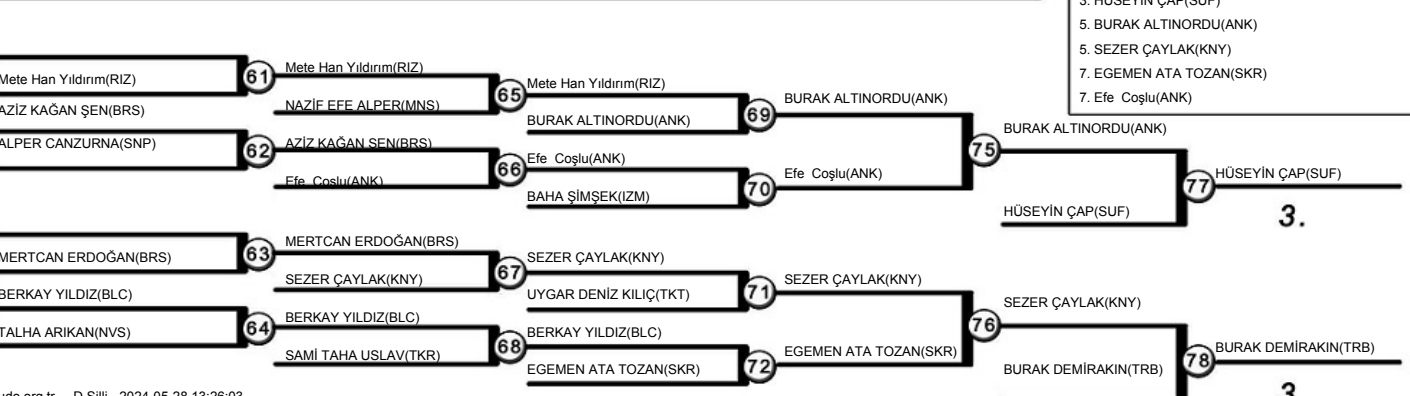 3. HÜSEYİN ÇAP(SUF)
5. BURAK ALTINORDU(ANK)
5. SEZER ÇAYLAK(KNY)
7. EGEMEN ATA TOZAN(SKR)
7. Efe Coşlu(ANK)
Mete Han Yıldırım(RIZ)
61
AZİZ KAĞAN ŞEN(BRS)
ALPER CANZURNA(SNP)
62
MERTCAN ERDOĞAN(BRS)
63
BERKAY YILDIZ(BLC)
TALHA ARIKAN(NVS)
64
Mete Han Yıldırım(RIZ)
NAZİF EFE ALPER(MNS)
65
AZİZ KAĞAN ŞEN(BRS)
Efe Coşlu(ANK)
66
MERTCAN ERDOĞAN(BRS)
SEZER ÇAYLAK(KNY)
67
BERKAY YILDIZ(BLC)
SAMİ TAHA USLAV(TKR)
68
Mete Han Yıldırım(RIZ)
BURAK ALTINORDU(ANK)
69
Efe Coşlu(ANK)
BAHA ŞİMŞEK(IZM)
70
SEZER ÇAYLAK(KNY)
UYGAR DENİZ KILIÇ(TKT)
71
BERKAY YILDIZ(BLC)
EGEMEN ATA TOZAN(SKR)
72
BURAK ALTINORDU(ANK)
Efe Coşlu(ANK)
75
SEZER ÇAYLAK(KNY)
EGEMEN ATA TOZAN(SKR)
76
BURAK ALTINORDU(ANK)
HÜSEYİN ÇAP(SUF)
77
SEZER ÇAYLAK(KNY)
BURAK DEMİRAKIN(TRB)
78
HÜSEYİN ÇAP(SUF)
3.
BURAK DEMİRAKIN(TRB)
3.
D.Silli 2024-05-28 13:26:03